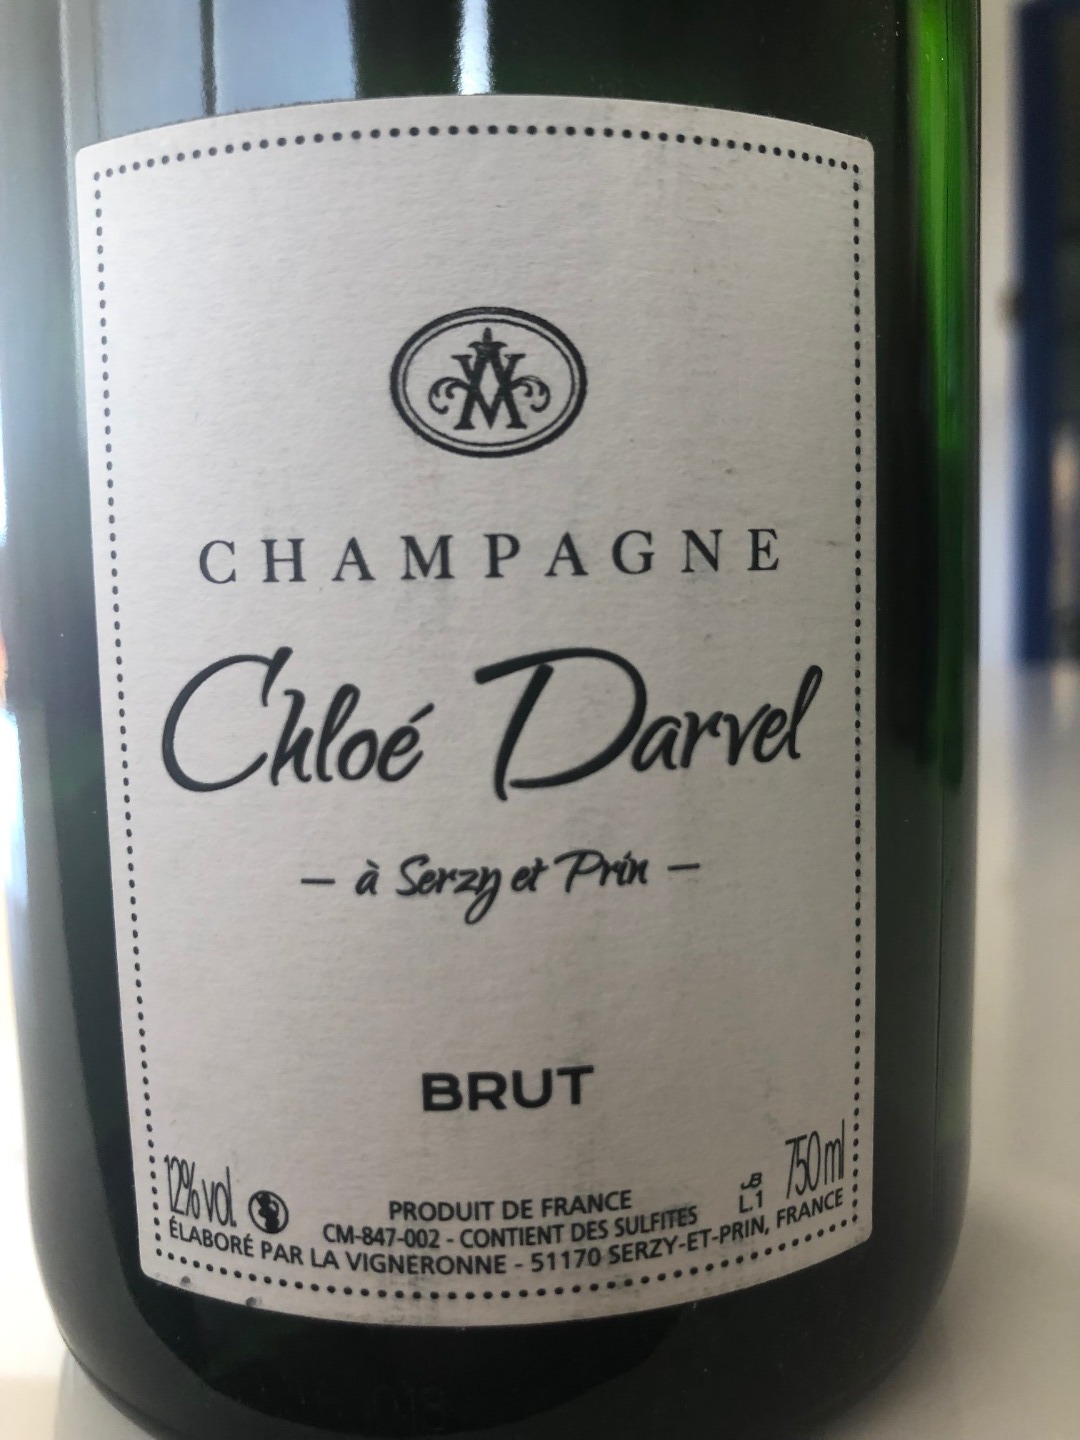 CHAMPAGNE
Chloé Darvel
– à Serzy et Prin –
BRUT
12% vol.
PRODUIT DE FRANCE
CM-847-002 - CONTIENT DES SULFITES
JB
L.1
750 ml
ÉLABORÉ PAR LA VIGNERONNE - 51170 SERZY-ET-PRIN, FRANCE